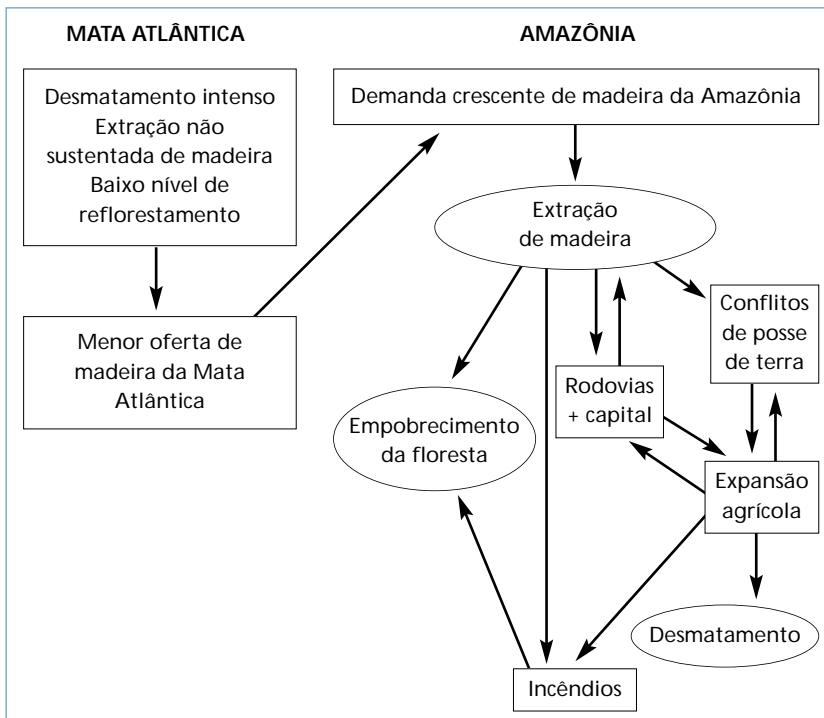 MATA ATLÂNTICA
Desmatamento intenso
Extração não
sustentada de madeira
Baixo nível de
reflorestamento
Menor oferta de
madeira da Mata
Atlântica
AMAZÔNIA
Demanda crescente de madeira da Amazônia
Extração
de madeira
Conflitos
de posse
de terra
Rodovias
+ capital
Empobrecimento
da floresta
Expansão
agrícola
Desmatamento
Incêndios